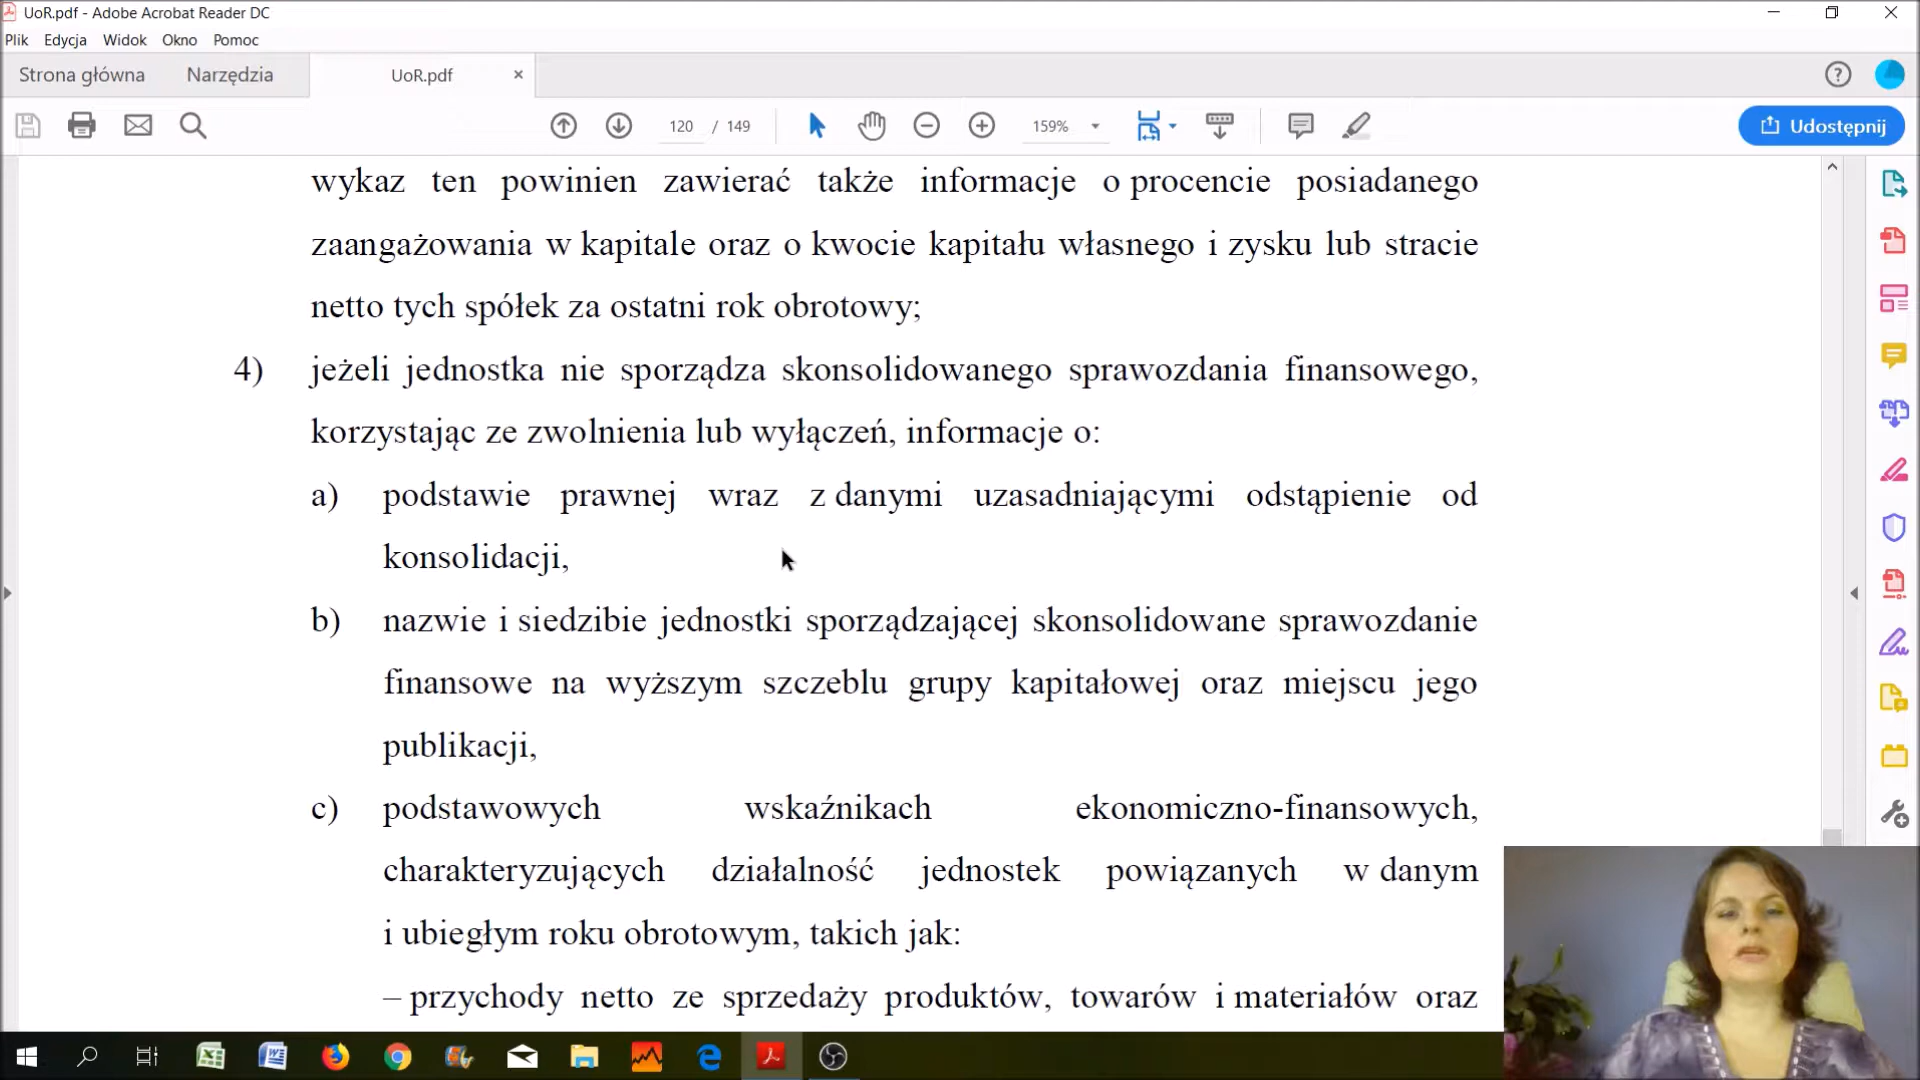 UoR.pdf - Adobe Acrobat Reader DC
Plik Edycja Widok Okno Pomoc
Strona główna Narzędzia UoR.pdf
120 / 149 159% Udostępnij
wykaz ten powinien zawierać także informacje o procencie posiadanego
zaangażowania w kapitale oraz o kwocie kapitału własnego i zysku lub stracie
netto tych spółek za ostatni rok obrotowy;
4) jeżeli jednostka nie sporządza skonsolidowanego sprawozdania finansowego,
korzystając ze zwolnienia lub wyłączeń, informacje o:
a) podstawie prawnej wraz z danymi uzasadniającymi odstąpienie od
konsolidacji,
b) nazwie i siedzibie jednostki sporządzającej skonsolidowane sprawozdanie
finansowe na wyższym szczeblu grupy kapitałowej oraz miejscu jego
publikacji,
c) podstawowych wskaźnikach ekonomiczno-finansowych,
charakteryzujących działalność jednostek powiązanych w danym
i ubiegłym roku obrotowym, takich jak:
– przychody netto ze sprzedaży produktów, towarów i materiałów oraz